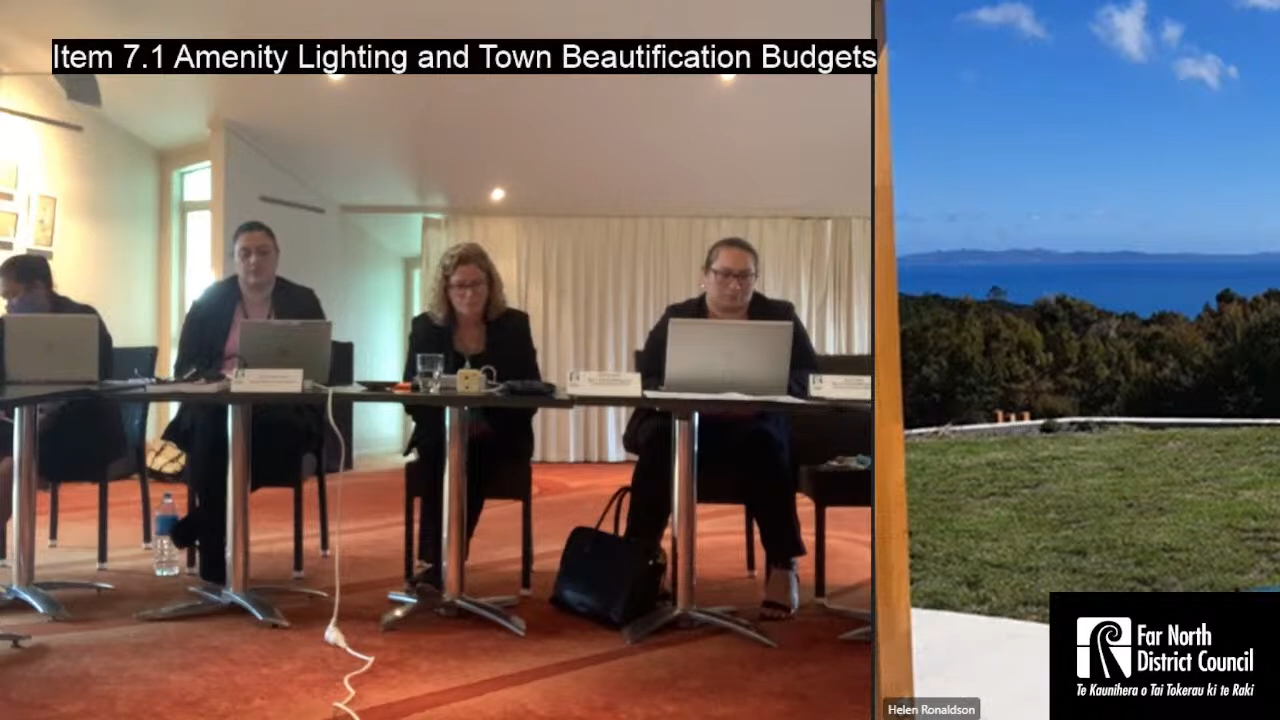 Item 7.1 Amenity Lighting and Town Beautification Budgets
Helen Ronaldson
Far North
District Council
Te Kaunihera o Tai Tokerau ki te Raki